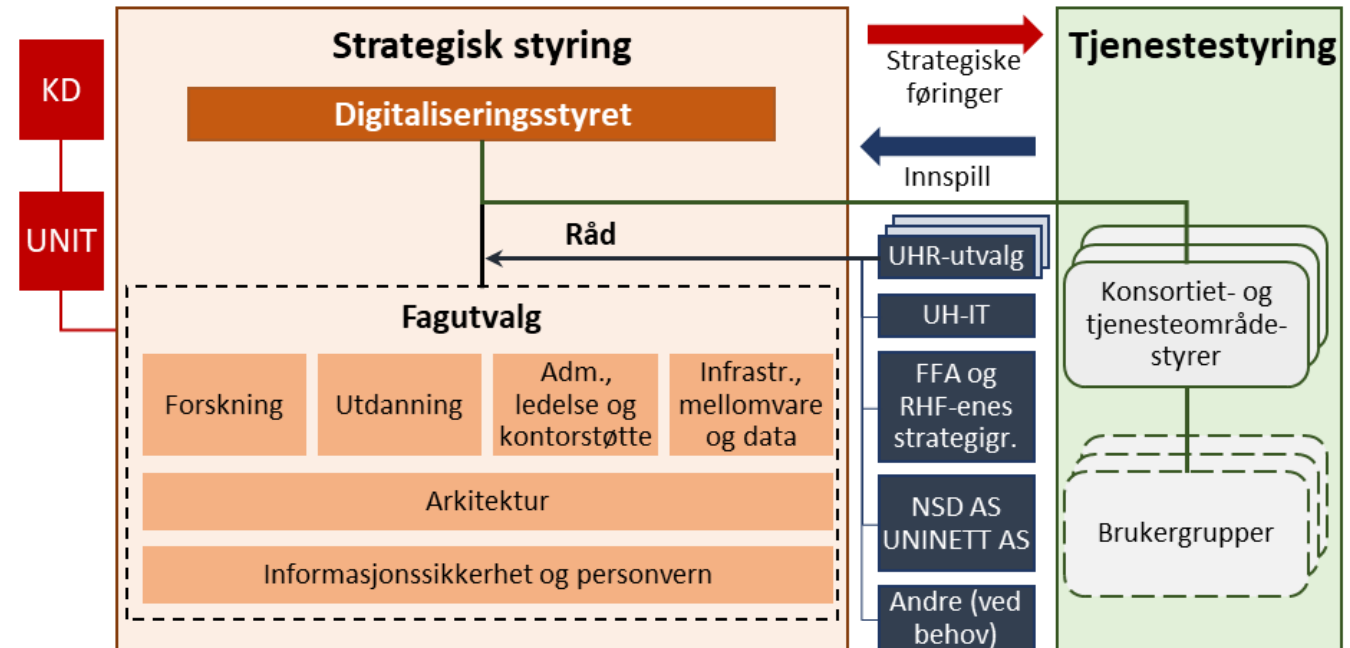 KD
UNIT
Strategisk styring
Digitaliseringsstyret
Råd
Fagutvalg
Forskning
Utdanning
Adm.,
ledelse og
kontorstøtte
Infrastr.,
mellomvare
og data
Arkitektur
Informasjonssikkerhet og personvern
Strategiske
føringer
Innspill
UHR-utvalg
UH-IT
FFA og
RHF-enes
strategigr.
NSD AS
UNINETT AS
Andre (ved
behov)
Tjenestestyring
Konsortiet- og
tjenesteområde-
styrer
Brukergrupper